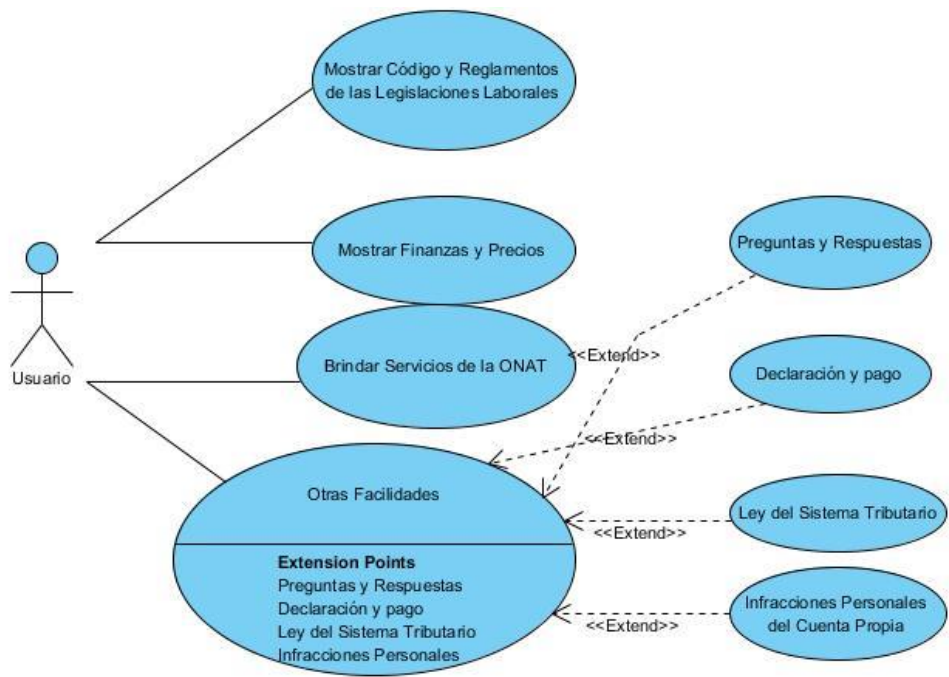 Mostrar Código y Reglamentos
de las Legislaciones Laborales
Mostrar Finanzas y Precios
Preguntas y Respuestas
Usuario
Brindar Servicios de la ONAT
<<Extend>>
Declaración y pago
<<Extend>>
Otras Facilidades
Ley del Sistema Tributario
<<Extend>>
Extension Points
Preguntas y Respuestas
Declaración y pago
Ley del Sistema Tributario
Infracciones Personales
Infracciones Personales
del Cuenta Propia
<<Extend>>